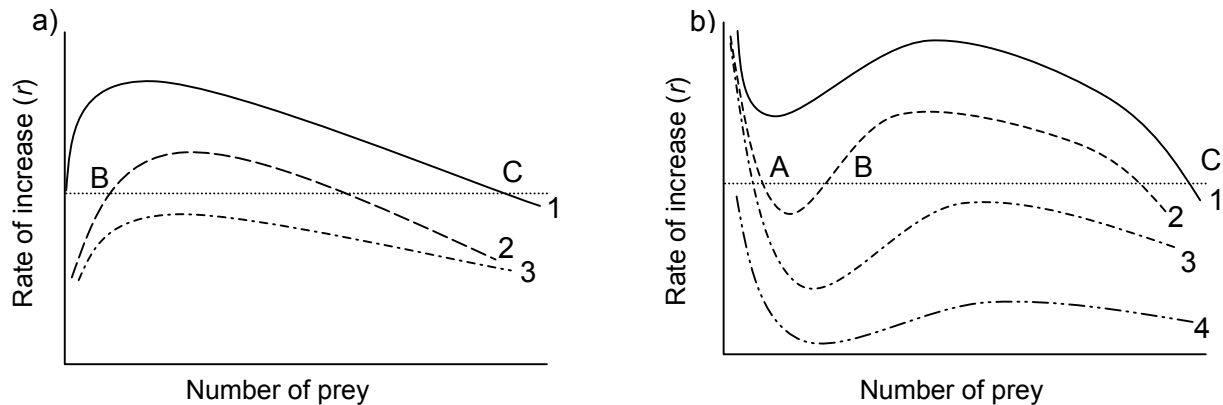 a)
Rate of increase (r)
B
C
1
2
3
Number of prey
b)
Rate of increase (r)
A
B
C
1
2
3
4
Number of prey